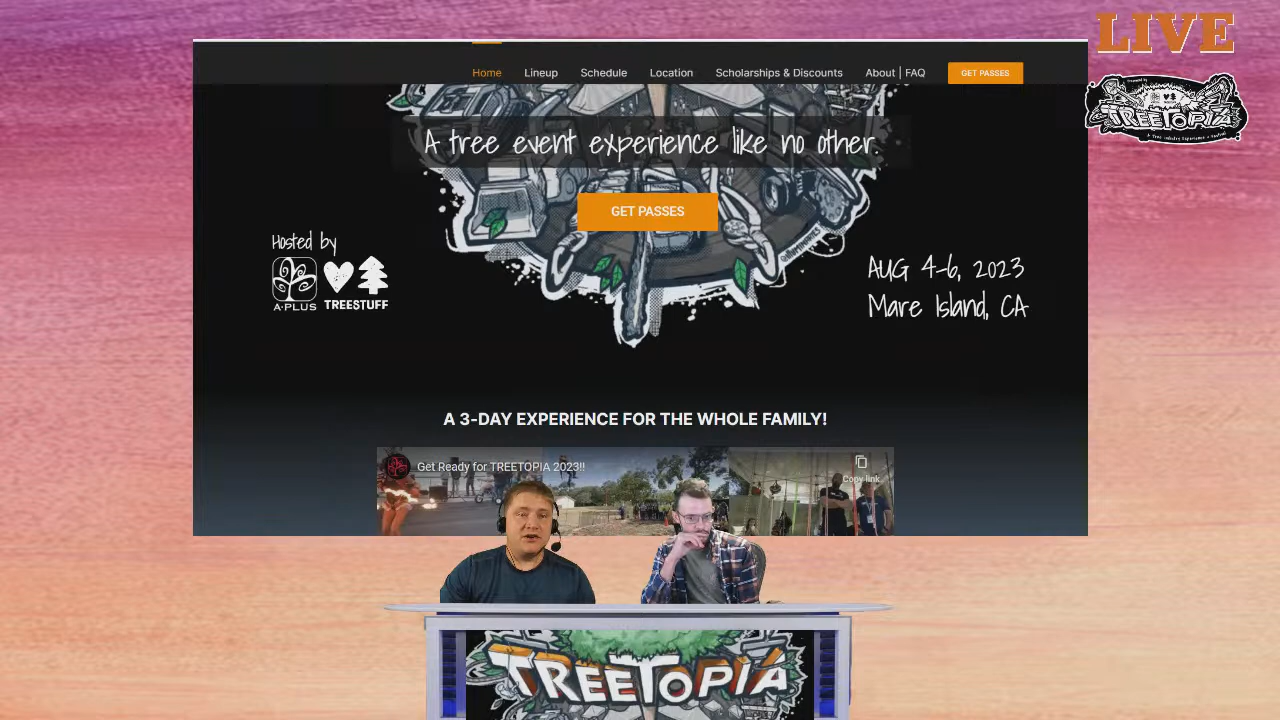 LIVE
Home Lineup Schedule Location Scholarships & Discounts About | FAQ GET PASSES
TREETOPIA
A tree event experience like no other.
GET PASSES
Hosted by
A·PLUS TREESTUFF
AUG 4-6, 2023
Mare Island, CA
A 3-DAY EXPERIENCE FOR THE WHOLE FAMILY!
Get Ready for TREETOPIA 2023!!
Copy link
TREETOPIA